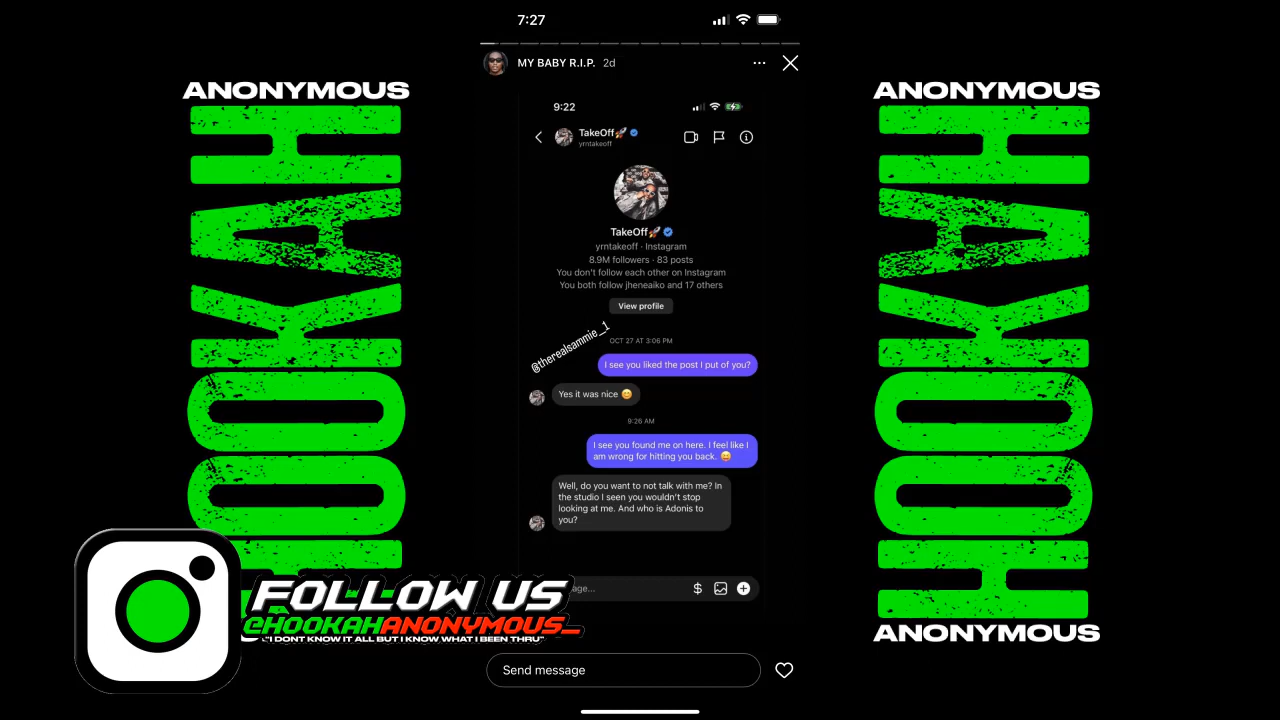 7:27
MY BABY R.I.P. 2d
ANONYMOUS
HOOKAH
ANONYMOUS
ANONYMOUS
HOOKAH
ANONYMOUS
9:22
TakeOff🚀
yrntakeoff
TakeOff🚀
yrntakeoff · Instagram
8.9M followers · 83 posts
You don't follow each other on Instagram
You both follow jheneaiko and 17 others
View profile
@therealsammie_1
OCT 27 AT 3:06 PM
I see you liked the post I put of you?
Yes it was nice 😊
9:26 AM
I see you found me on here. I feel like I
am wrong for hitting you back. 😄
Well, do you want to not talk with me? In
the studio I seen you wouldn't stop
looking at me. And who is Adonis to
you?
age...
$
FOLLOW US
@HOOKAHANONYMOUS_
"I DONT KNOW IT ALL BUT I KNOW WHAT I BEEN THRU"
Send message